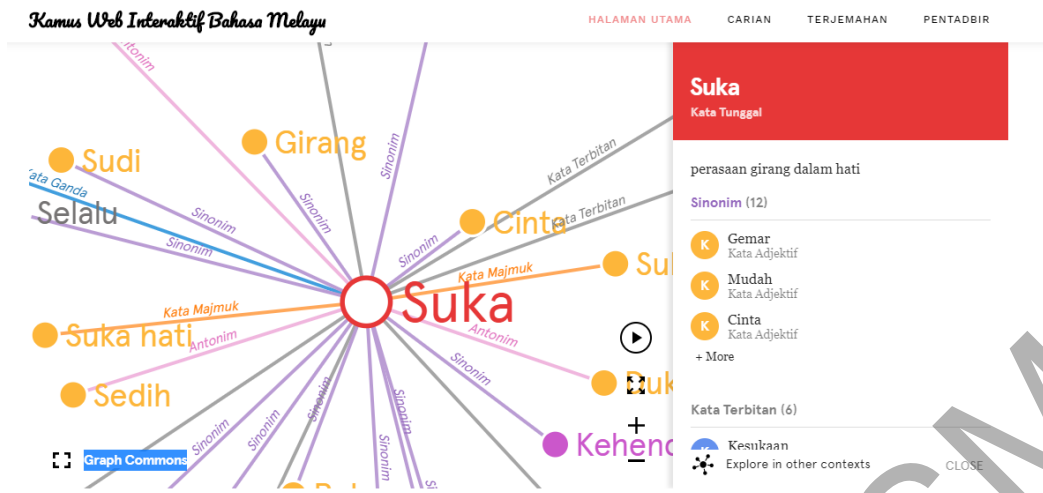 Kamus Web Interaktif Bahasa Melayu
HALAMAN UTAMA CARIAN TERJEMAHAN PENTADBIR
Antonim
Sinonim
Girang
Sudi
Kata Ganda
Selalu
Sinonim
Sinonim
Sinonim
Kata Terbitan
Cinta
Kata Terbitan
Sinonim
Kata Majmuk
Suka
Kata Majmuk
Suka hati
Antonim
Sedih
Antonim
Sinonim
Sinonim
Sinonim
Sinonim
Sinonim
Sinonim
Sinonim
Graph Commons
Suka
Kata Tunggal
perasaan girang dalam hati
Sinonim (12)
K Gemar
Kata Adjektif
K Mudah
Kata Adjektif
K Cinta
Kata Adjektif
+ More
Kata Terbitan (6)
Kesukaan
Explore in other contexts CLOSE